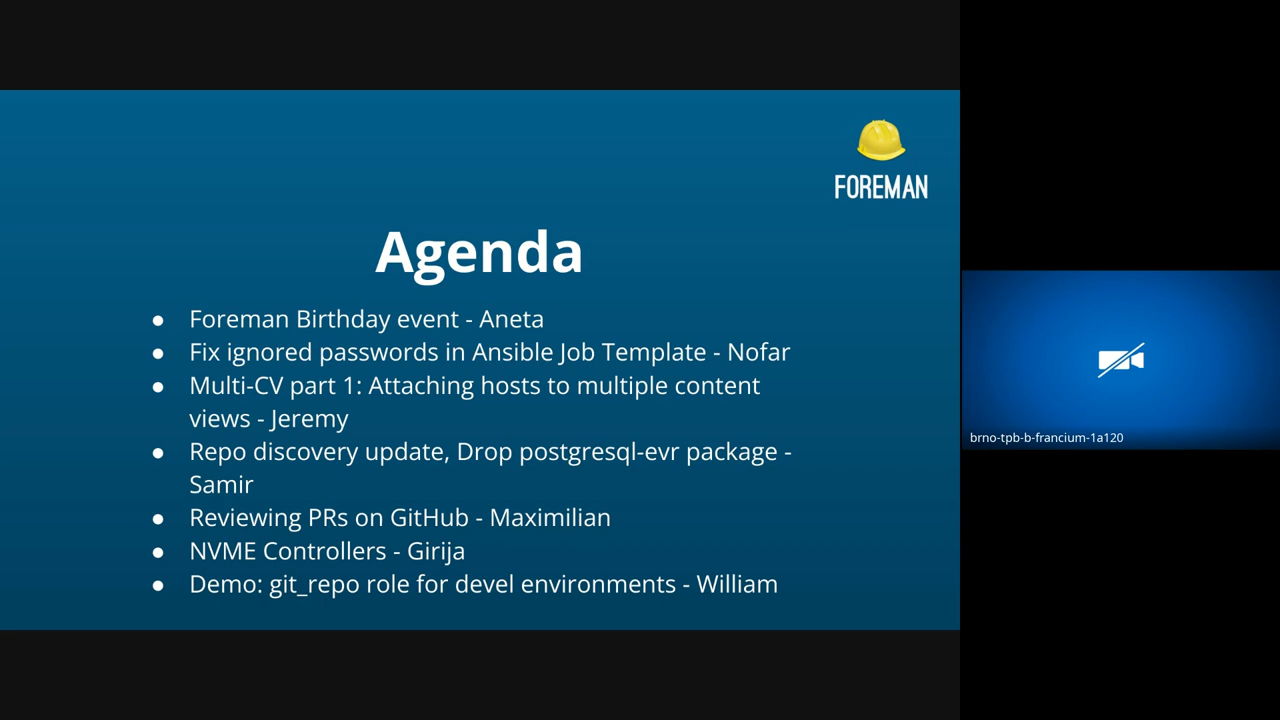 FOREMAN
Agenda
● Foreman Birthday event - Aneta
● Fix ignored passwords in Ansible Job Template - Nofar
● Multi-CV part 1: Attaching hosts to multiple content
views - Jeremy
● Repo discovery update, Drop postgresql-evr package -
Samir
● Reviewing PRs on GitHub - Maximilian
● NVME Controllers - Girija
● Demo: git_repo role for devel environments - William
brno-tpb-b-francium-1a120